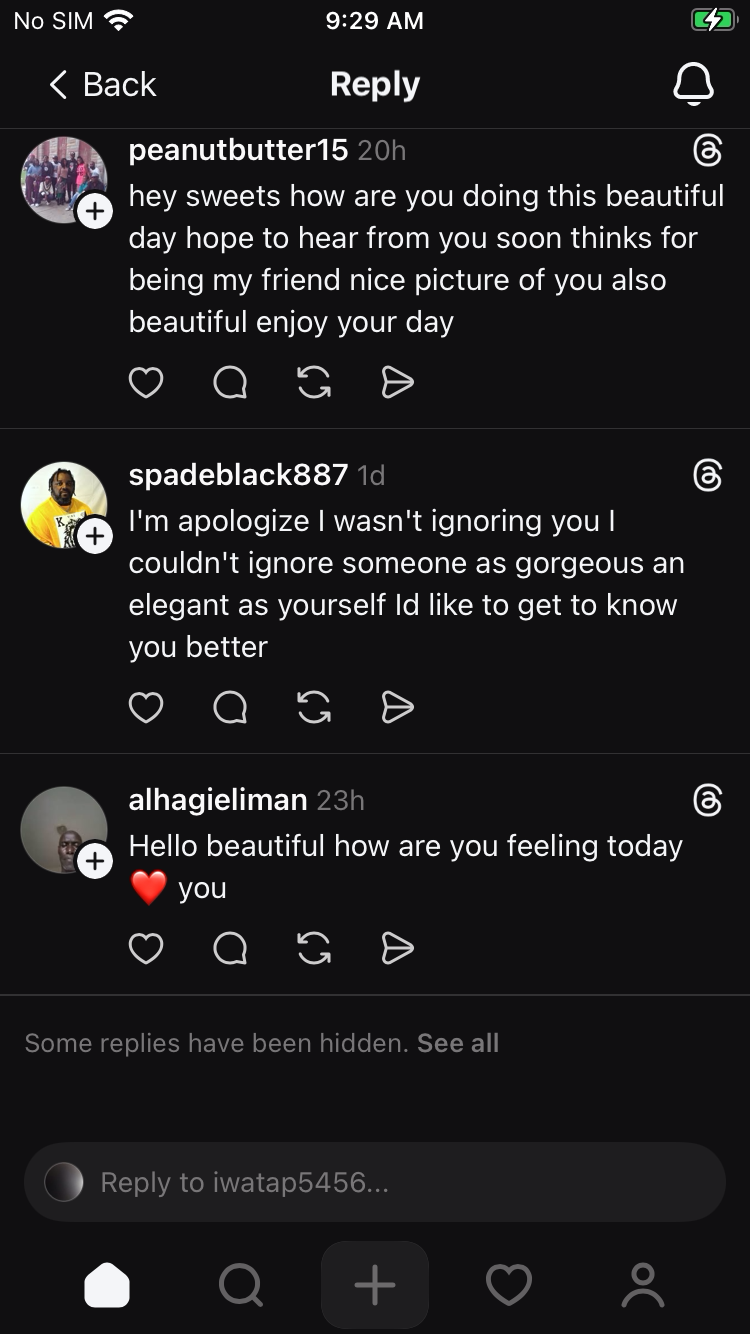 No SIM 9:29 AM
Back Reply
peanutbutter15 20h
hey sweets how are you doing this beautiful
day hope to hear from you soon thinks for
being my friend nice picture of you also
beautiful enjoy your day
spadeblack887 1d
I'm apologize I wasn't ignoring you I
couldn't ignore someone as gorgeous an
elegant as yourself Id like to get to know
you better
alhagieliman 23h
Hello beautiful how are you feeling today
❤️ you
Some replies have been hidden. See all
Reply to iwatap5456...